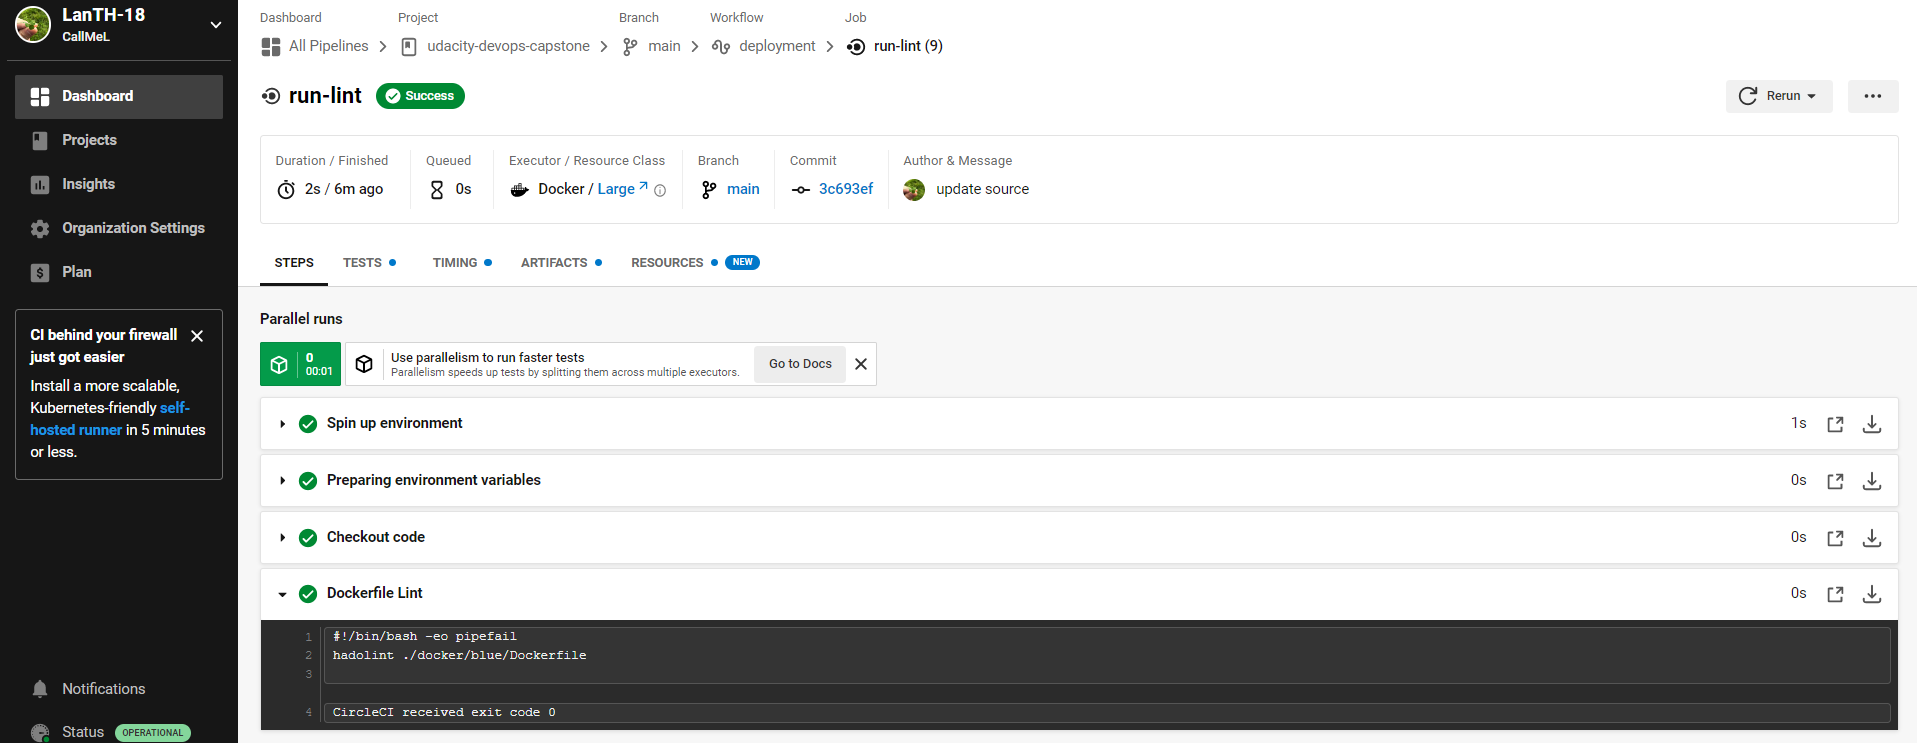 LanTH-18
CallMeL
Dashboard
Projects
Insights
Organization Settings
Plan
CI behind your firewall
just got easier
Install a more scalable,
Kubernetes-friendly self-
hosted runner in 5 minutes
or less.
Notifications
Status OPERATIONAL
Dashboard Project Branch Workflow Job
All Pipelines udacity-devops-capstone main deployment run-lint (9)
run-lint Success Rerun
Duration / Finished Queued Executor / Resource Class Branch Commit Author & Message
2s / 6m ago 0s Docker / Large main 3c693ef update source
STEPS TESTS TIMING ARTIFACTS RESOURCES NEW
Parallel runs
0
00:01
Use parallelism to run faster tests
Parallelism speeds up tests by splitting them across multiple executors.
Go to Docs
Spin up environment 1s
Preparing environment variables 0s
Checkout code 0s
Dockerfile Lint 0s
1 #!/bin/bash -eo pipefail
2 hadolint ./docker/blue/Dockerfile
3
4 CircleCI received exit code 0